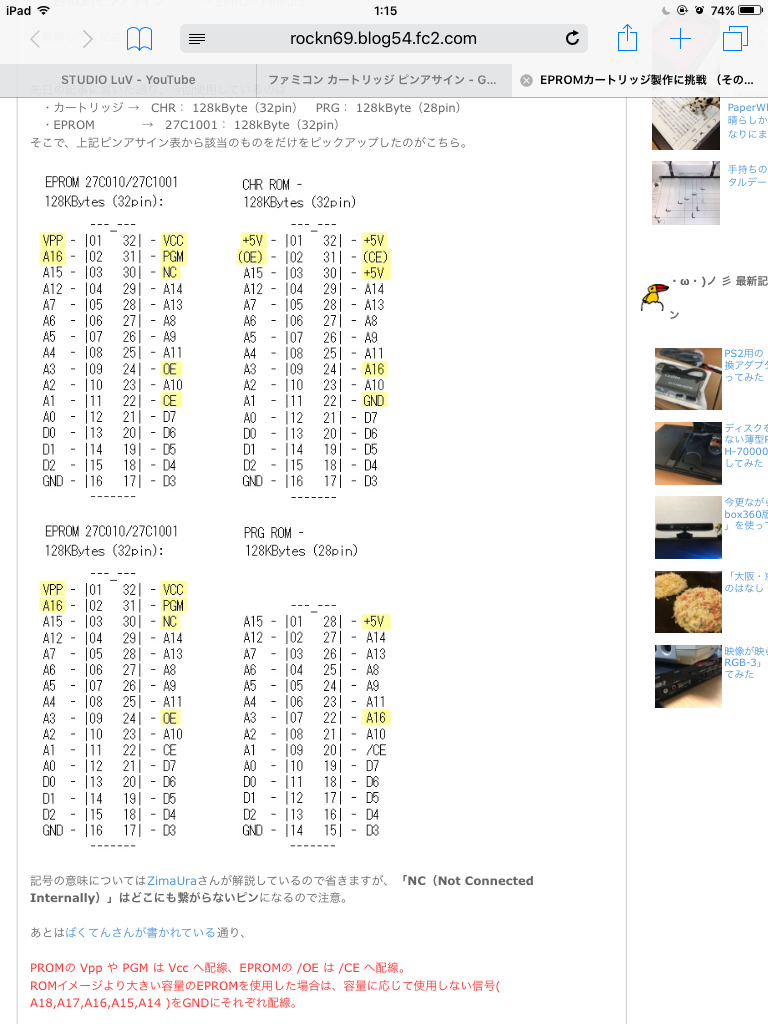 iPad
1:15
74%
rockn69.blog54.fc2.com
STUDIO LuV - YouTube
ファミコン カートリッジ ピンアサイン - G...
EPROMカートリッジ製作に挑戦 （その...
・カートリッジ → CHR： 128kByte（32pin） PRG： 128kByte（28pin）
・EPROM → 27C1001： 128kByte（32pin）
そこで、上記ピンアサイン表から該当のものをだけをピックアップしたのがこちら。
EPROM 27C010/27C1001 CHR ROM -
128KBytes (32pin): 128KBytes (32pin)
---_--- ---_---
VPP - |01 32| - VCC +5V - |01 32| - +5V
A16 - |02 31| - PGM (OE) - |02 31| - (CE)
A15 - |03 30| - NC A15 - |03 30| - +5V
A12 - |04 29| - A14 A12 - |04 29| - A14
A7 - |05 28| - A13 A7 - |05 28| - A13
A6 - |06 27| - A8 A6 - |06 27| - A8
A5 - |07 26| - A9 A5 - |07 26| - A9
A4 - |08 25| - A11 A4 - |08 25| - A11
A3 - |09 24| - OE A3 - |09 24| - A16
A2 - |10 23| - A10 A2 - |10 23| - A10
A1 - |11 22| - CE A1 - |11 22| - GND
A0 - |12 21| - D7 A0 - |12 21| - D7
D0 - |13 20| - D6 D0 - |13 20| - D6
D1 - |14 19| - D5 D1 - |14 19| - D5
D2 - |15 18| - D4 D2 - |15 18| - D4
GND - |16 17| - D3 GND - |16 17| - D3
------- -------
EPROM 27C010/27C1001 PRG ROM -
128KBytes (32pin): 128KBytes (28pin)
---_---
VPP - |01 32| - VCC
A16 - |02 31| - PGM ---_---
A15 - |03 30| - NC A15 - |01 28| - +5V
A12 - |04 29| - A14 A12 - |02 27| - A14
A7 - |05 28| - A13 A7 - |03 26| - A13
A6 - |06 27| - A8 A6 - |04 25| - A8
A5 - |07 26| - A9 A5 - |05 24| - A9
A4 - |08 25| - A11 A4 - |06 23| - A11
A3 - |09 24| - OE A3 - |07 22| - A16
A2 - |10 23| - A10 A2 - |08 21| - A10
A1 - |11 22| - CE A1 - |09 20| - /CE
A0 - |12 21| - D7 A0 - |10 19| - D7
D0 - |13 20| - D6 D0 - |11 18| - D6
D1 - |14 19| - D5 D1 - |12 17| - D5
D2 - |15 18| - D4 D2 - |13 16| - D4
GND - |16 17| - D3 GND - |14 15| - D3
------- -------
記号の意味についてはZimaUraさんが解説しているので省きますが、「NC（Not Connected
Internally）」はどこにも繋がらないピンになるので注意。
あとはばくてんさんが書かれている通り、
PROMの Vpp や PGM は Vcc へ配線、EPROMの /OE は /CE へ配線。
ROMイメージより大きい容量のEPROMを使用した場合は、容量に応じて使用しない信号(
A18,A17,A16,A15,A14 )をGNDにそれぞれ配線。
PaperW
晴らしか
なりにま
手持ちの
タルデー
・ω・)ノ 彡 最新記
ン
PS2用の
換アダプタ
ってみた
ディスクを
ない薄型P
H-70000
してみた
今更なが
box360版
」を使っ
「大阪・京
のはなし
映像が映ら
RGB-3」
てみた